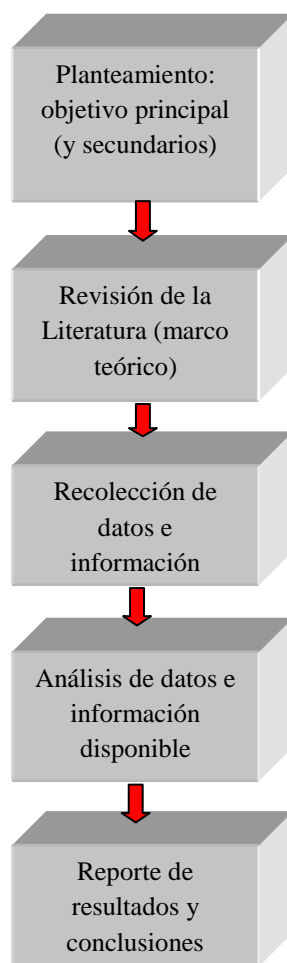 Planteamiento:
objetivo principal
(y secundarios)
Revisión de la
Literatura (marco
teórico)
Recolección de
datos e
información
Análisis de datos e
información
disponible
Reporte de
resultados y
conclusiones